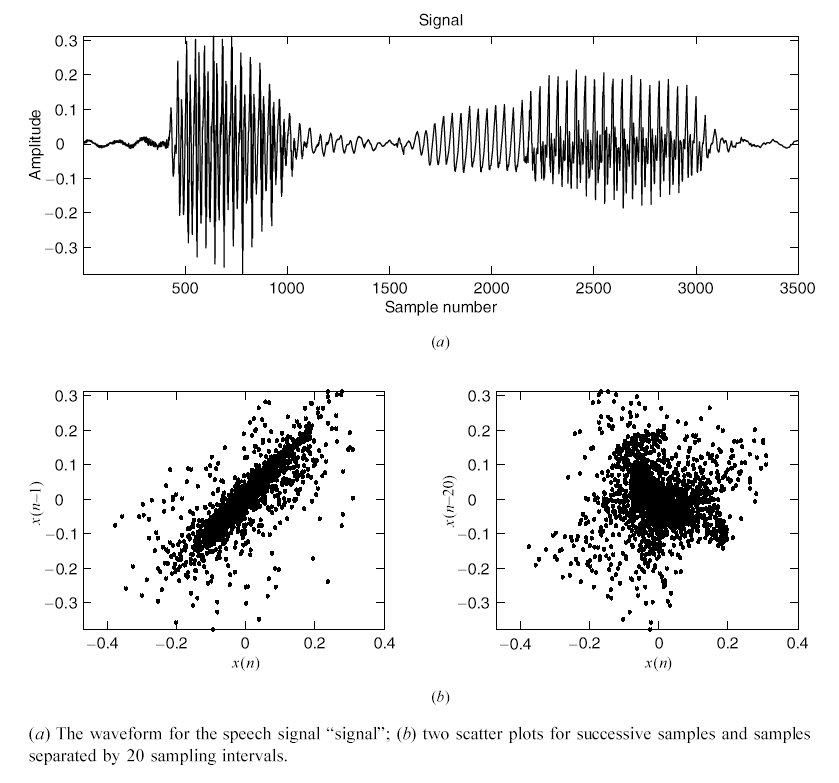 Signal
0.3
0.2
0.1
0
−0.1
−0.2
−0.3
Amplitude
500 1000 1500 2000 2500 3000 3500
Sample number
(a)
0.3
0.2
0.1
0
−0.1
−0.2
−0.3
x(n−1)
−0.4 −0.2 0 0.2 0.4
x(n)
0.3
0.2
0.1
0
−0.1
−0.2
−0.3
x(n−20)
−0.4 −0.2 0 0.2 0.4
x(n)
(b)
(a) The waveform for the speech signal “signal”; (b) two scatter plots for successive samples and samples
separated by 20 sampling intervals.